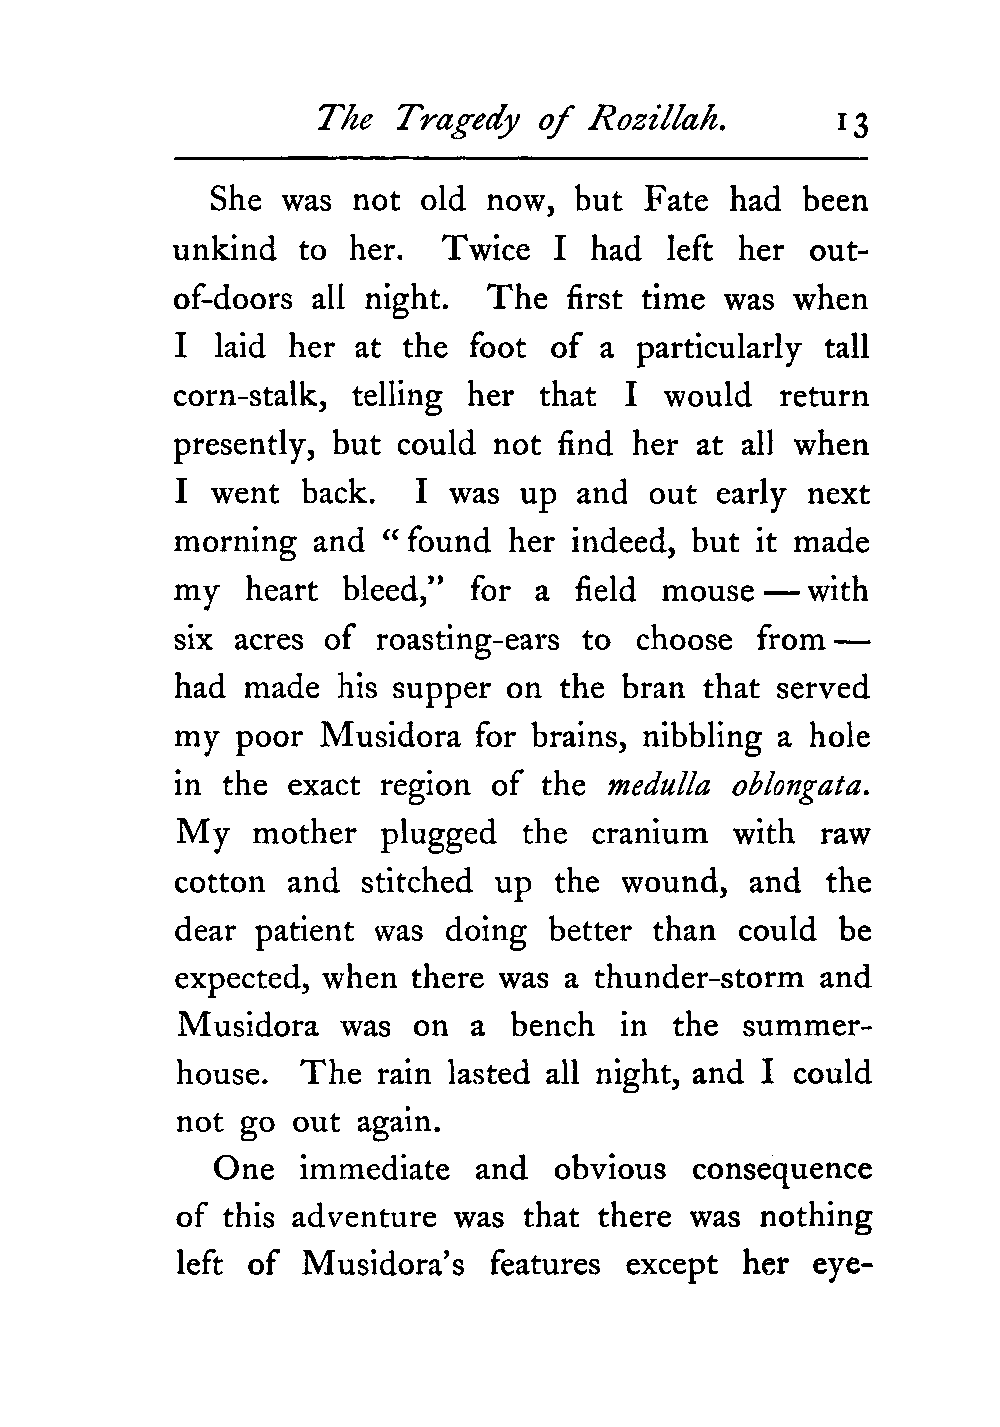 The Tragedy of Rozillah. 13
She was not old now, but Fate had been
unkind to her. Twice I had left her out-
of-doors all night. The first time was when
I laid her at the foot of a particularly tall
corn-stalk, telling her that I would return
presently, but could not find her at all when
I went back. I was up and out early next
morning and “found her indeed, but it made
my heart bleed,” for a field mouse — with
six acres of roasting-ears to choose from —
had made his supper on the bran that served
my poor Musidora for brains, nibbling a hole
in the exact region of the medulla oblongata.
My mother plugged the cranium with raw
cotton and stitched up the wound, and the
dear patient was doing better than could be
expected, when there was a thunder-storm and
Musidora was on a bench in the summer-
house. The rain lasted all night, and I could
not go out again.
One immediate and obvious consequence
of this adventure was that there was nothing
left of Musidora's features except her eye-